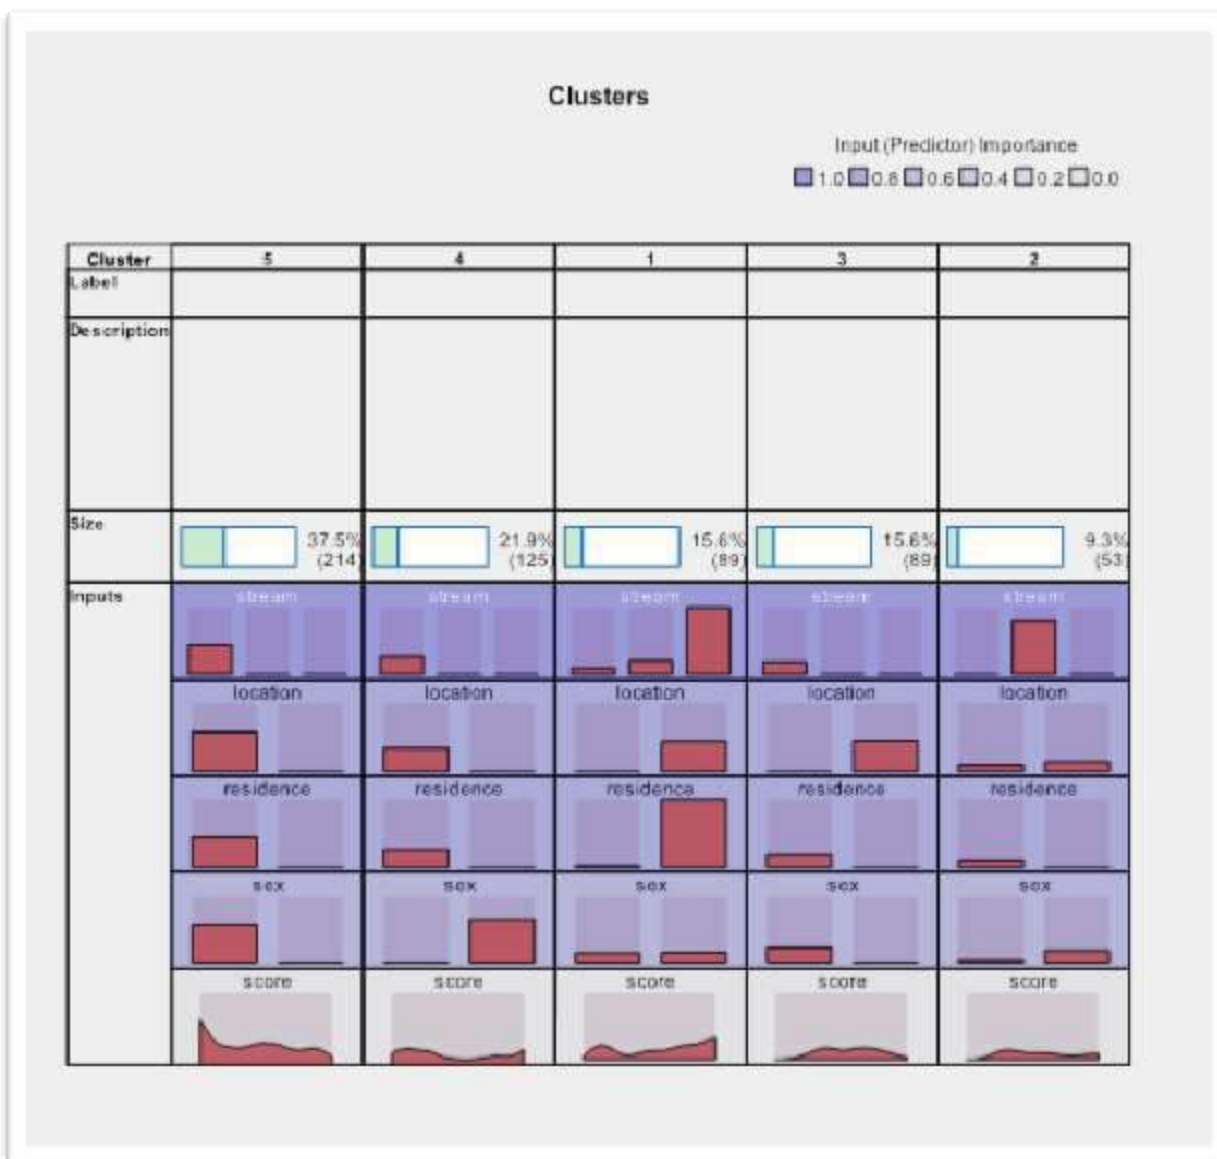 Clusters
Input (Predictor) Importance
1.0 0.8 0.6 0.4 0.2 0.0
Cluster 5 4 1 3 2
Label
Description
Size
37.5% 21.9% 15.6% 15.6% 9.3%
(214) (125) (89) (89) (53)
Inputs
stream stream stream stream stream
location location location location location
residence residence residence residence residence
sex sex sex sex sex
score score score score score